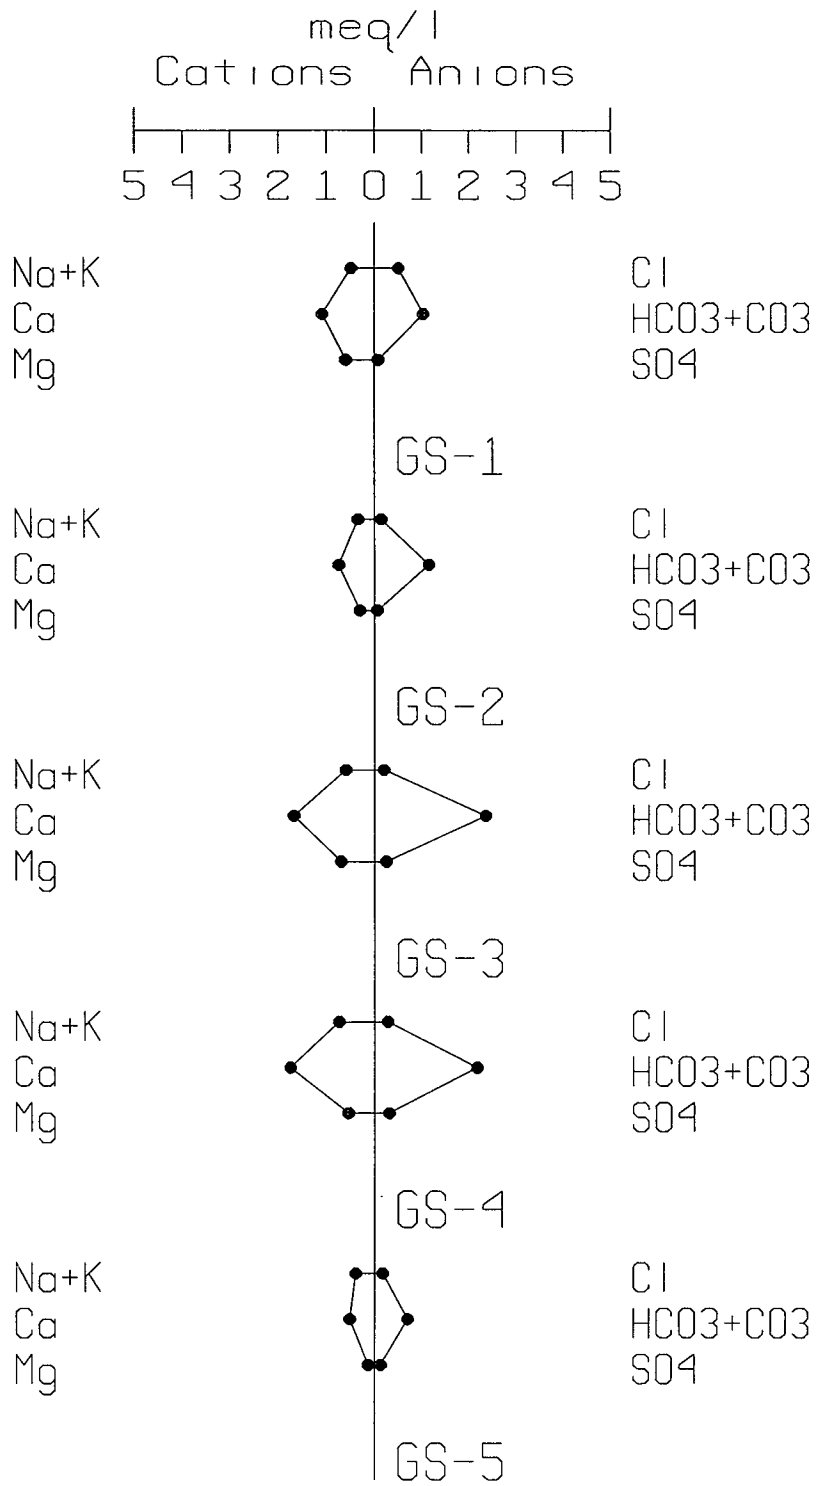 meq/l
Cations Anions
5 4 3 2 1 0 1 2 3 4 5
Na+K Cl
Ca HCO3+CO3
Mg SO4
GS-1
Na+K Cl
Ca HCO3+CO3
Mg SO4
GS-2
Na+K Cl
Ca HCO3+CO3
Mg SO4
GS-3
Na+K Cl
Ca HCO3+CO3
Mg SO4
GS-4
Na+K Cl
Ca HCO3+CO3
Mg SO4
GS-5